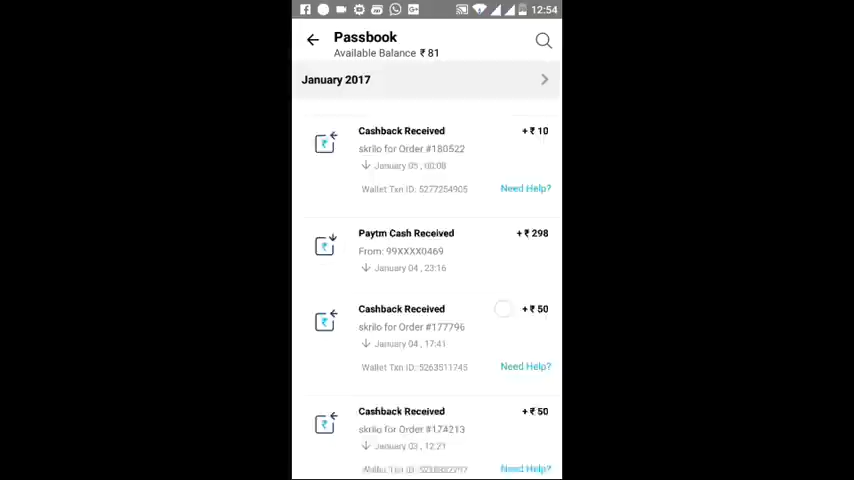 12:54
Passbook
Available Balance ₹ 81
January 2017
Cashback Received + ₹ 10
skrilo for Order #180522
January 05 , 00:08
Wallet Txn ID: 5277254905 Need Help?
Paytm Cash Received + ₹ 298
From: 99XXXX0469
January 04 , 23:16
Cashback Received + ₹ 50
skrilo for Order #177796
January 04 , 17:41
Wallet Txn ID: 5263511745 Need Help?
Cashback Received + ₹ 50
skrilo for Order #174213
January 03 , 12:21
Wallet Txn ID: Need Help?